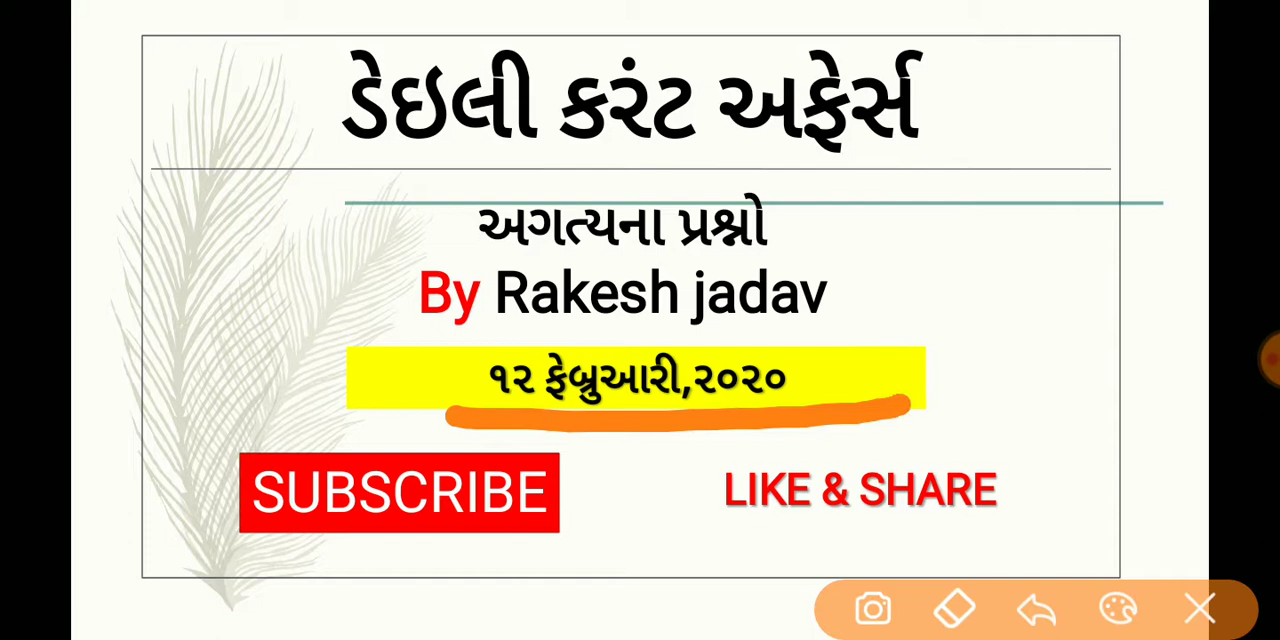 ડેઇલી કરંટ અફેર્સ
અગત્યના પ્રશ્નો
By Rakesh jadav
૧૨ ફેબ્રુઆરી,૨૦૨૦
SUBSCRIBE
LIKE & SHARE